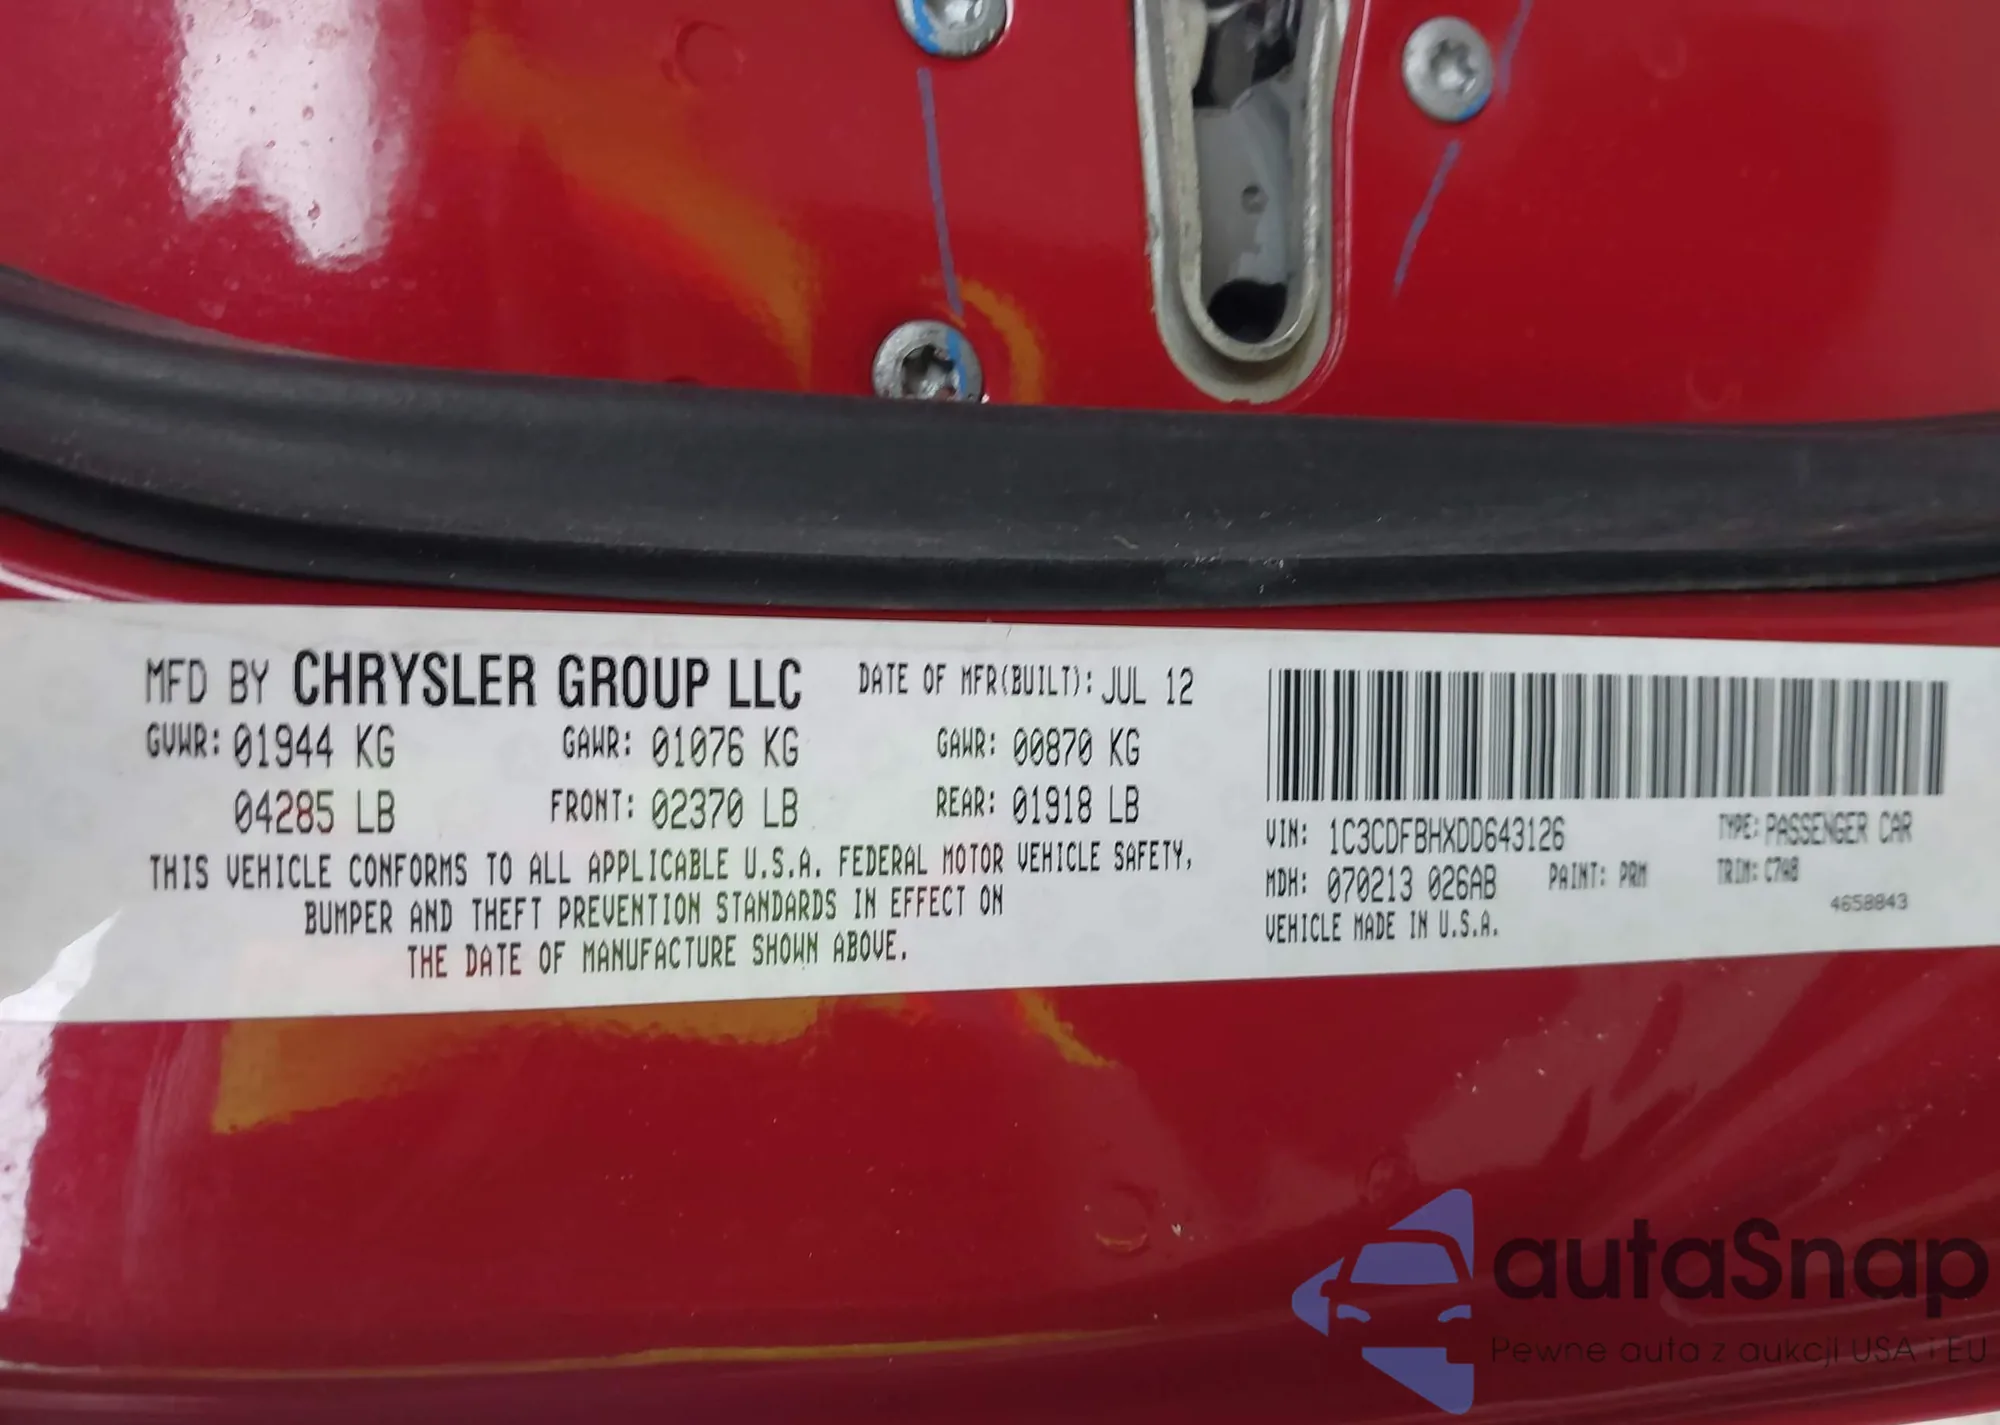 MFD BY CHRYSLER GROUP LLC DATE OF MFR(BUILT): JUL 12
GVWR: 01944 KG GAWR: 01076 KG GAWR: 00870 KG
04285 LB FRONT: 02370 LB REAR: 01918 LB
THIS VEHICLE CONFORMS TO ALL APPLICABLE U.S.A. FEDERAL MOTOR VEHICLE SAFETY,
BUMPER AND THEFT PREVENTION STANDARDS IN EFFECT ON
THE DATE OF MANUFACTURE SHOWN ABOVE.
VIN: 1C3CDFBHXDD643126 TYPE: PASSENGER CAR
MDH: 070213 026AB PAINT: PRM TRIM: C7A8
VEHICLE MADE IN U.S.A. 4658843
autaSnap
Pewne auta z aukcji USA i EU